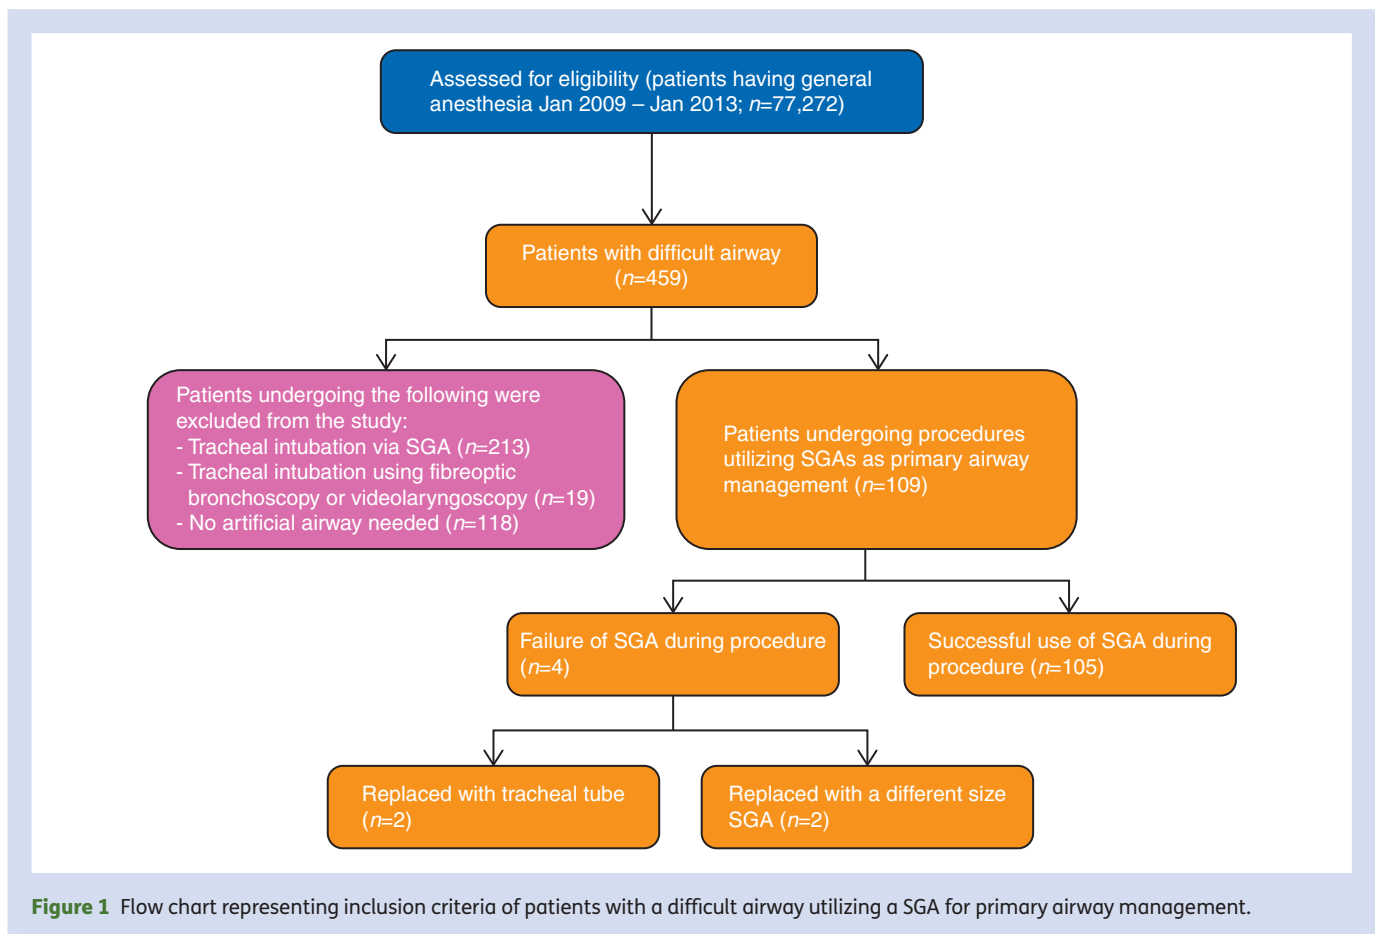 Assessed for eligibility (patients having general
anesthesia Jan 2009 – Jan 2013; n=77,272)
Patients with difficult airway
(n=459)
Patients undergoing the following were
excluded from the study:
- Tracheal intubation via SGA (n=213)
- Tracheal intubation using fibreoptic
bronchoscopy or videolaryngoscopy (n=19)
- No artificial airway needed (n=118)
Patients undergoing procedures
utilizing SGAs as primary airway
management (n=109)
Failure of SGA during procedure
(n=4)
Successful use of SGA during
procedure (n=105)
Replaced with tracheal tube
(n=2)
Replaced with a different size
SGA (n=2)
Figure 1 Flow chart representing inclusion criteria of patients with a difficult airway utilizing a SGA for primary airway management.